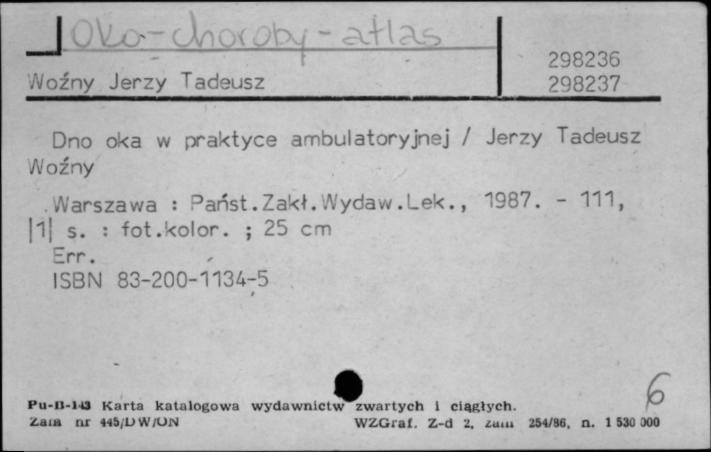 Oko-choroby-atlas
298236
Woźny Jerzy Tadeusz 298237
Dno oka w praktyce ambulatoryjnej / Jerzy Tadeusz
Woźny
Warszawa : Państ.Zakł.Wydaw.Lek., 1987. - 111,
|1| s. : fot.kolor. ; 25 cm
Err.
ISBN 83-200-1134-5
6
Pu-B-143 Karta katalogowa wydawnictw zwartych i ciągłych.
Zam nr 445/DW/ON WZGraf. Z-d 2, zam 254/86, n. 1 530 000